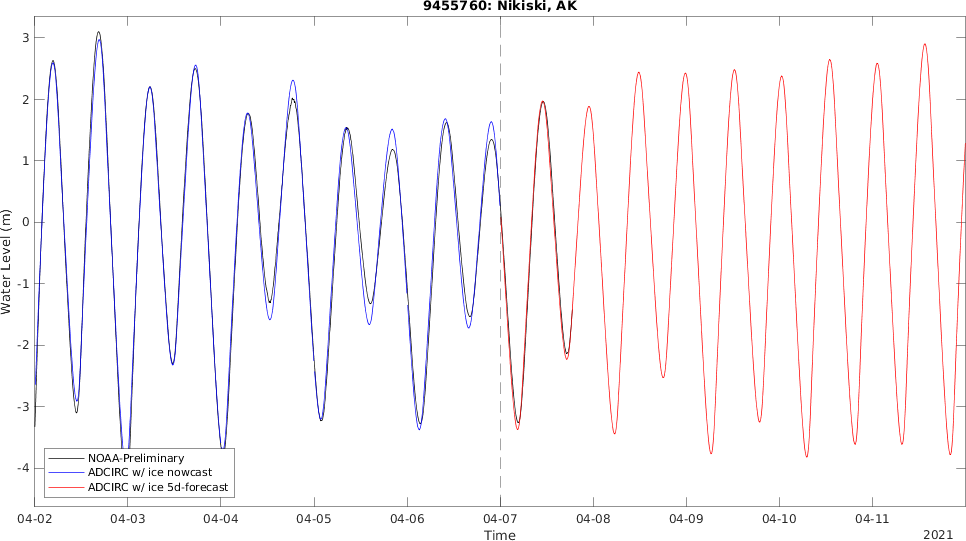 9455760: Nikiski, AK
3
2
1
0
-1
-2
-3
-4
Water Level (m)
NOAA-Preliminary
ADCIRC w/ ice nowcast
ADCIRC w/ ice 5d-forecast
04-02 04-03 04-04 04-05 04-06 04-07 04-08 04-09 04-10 04-11
Time
2021